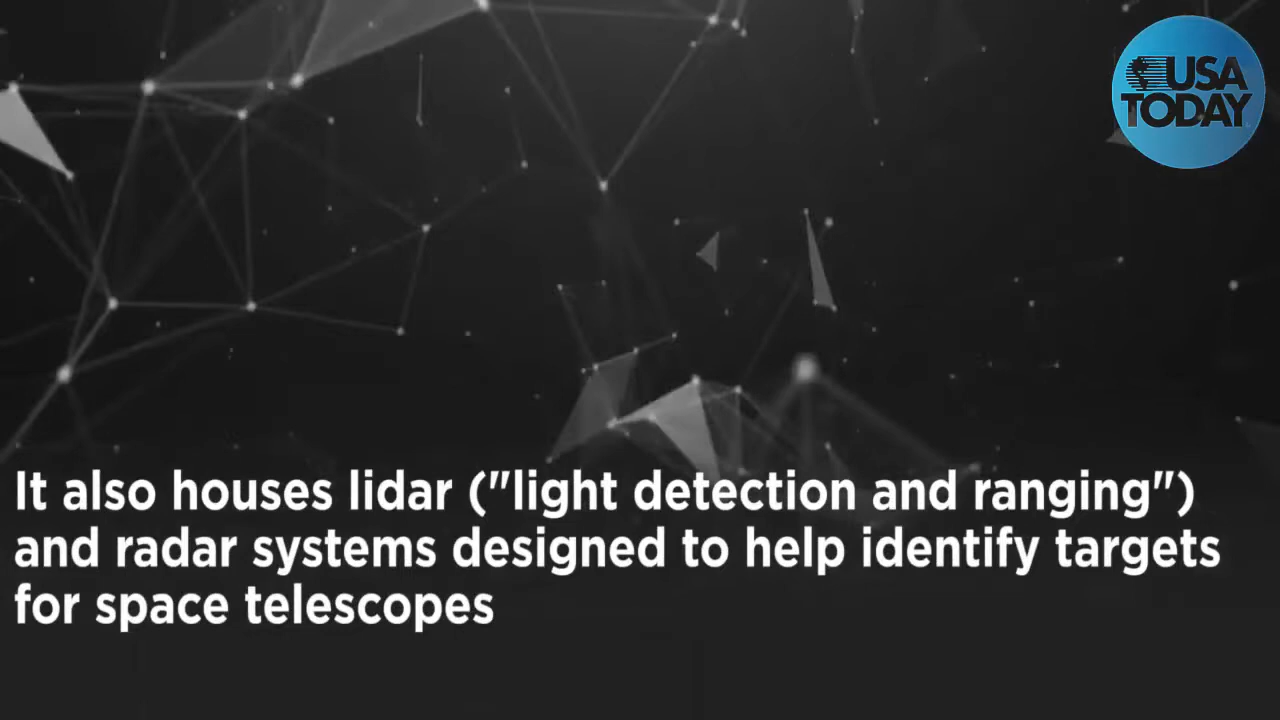 USA
TODAY
It also houses lidar ("light detection and ranging")
and radar systems designed to help identify targets
for space telescopes